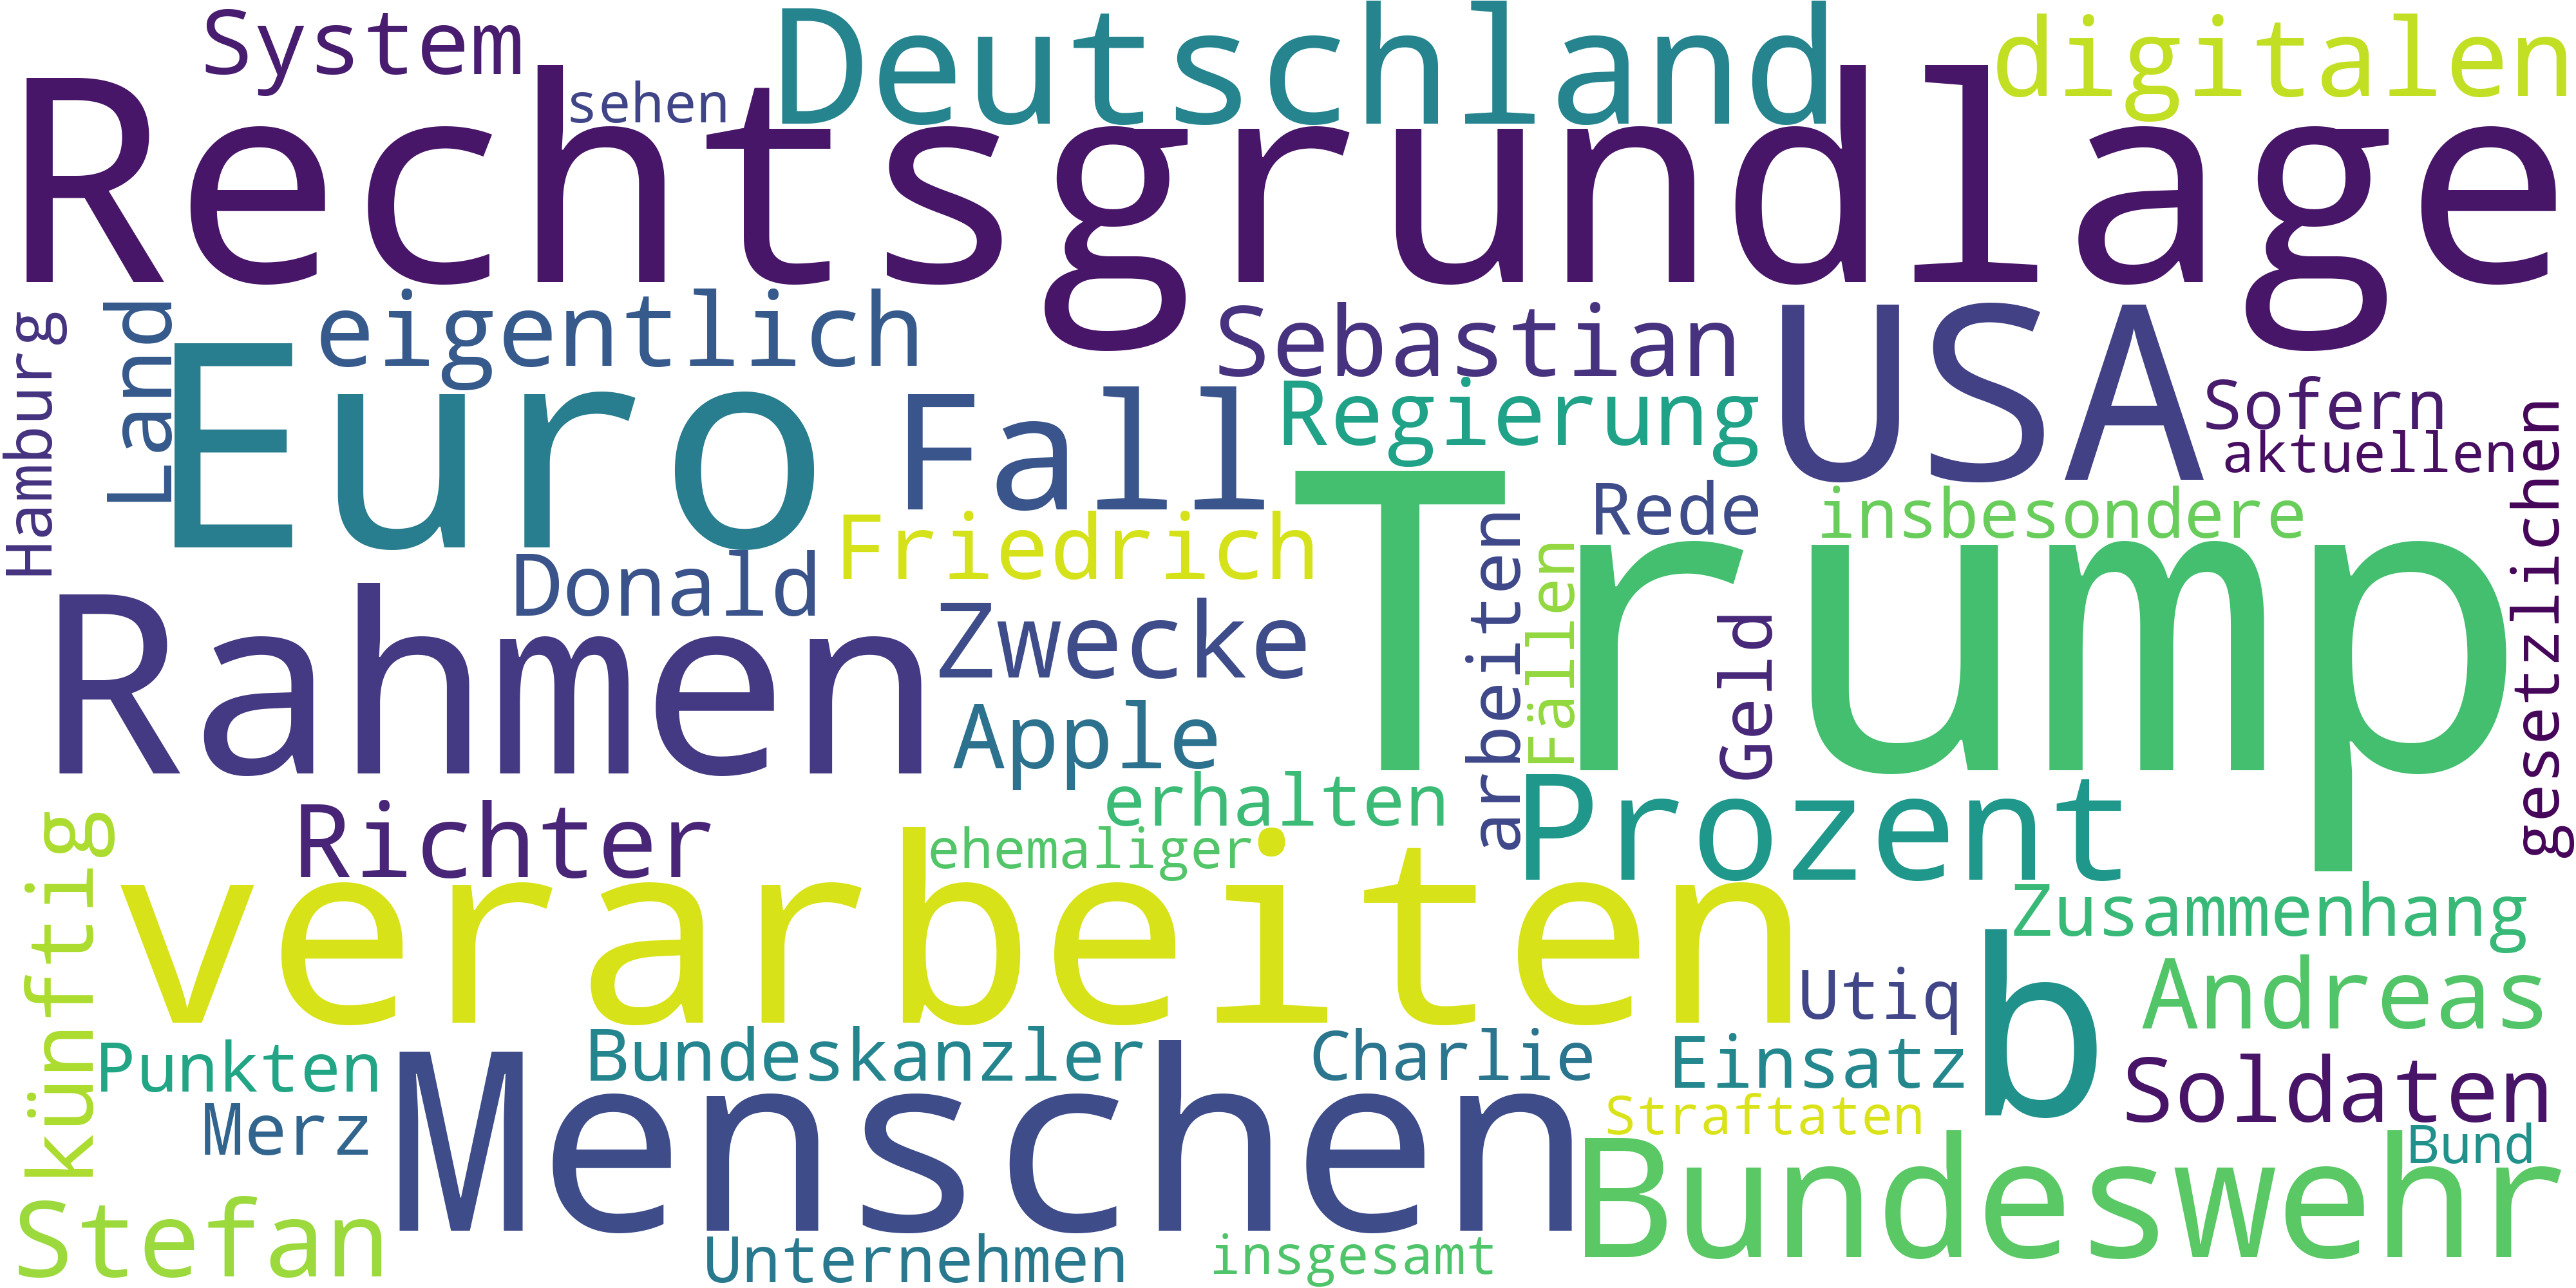 System
sehen
Deutschland
digitalen
Rechtsgrundlage
Hamburg
Land
eigentlich
Sebastian
USA
Euro
Fall
Regierung
Sofern
aktuellen
gesetzlichen
Friedrich
Rede
insbesondere
Donald
Trump
arbeiten
Fällen
Geld
Rahmen
Zwecke
Apple
erhalten
Prozent
künftig
Richter
ehemaliger
verarbeiten
Zusammenhang
Utiq
b
Andreas
Punkten
Bundeskanzler
Charlie
Einsatz
Soldaten
Merz
Menschen
Straftaten
Bund
Bundeswehr
Stefan
Unternehmen
insgesamt